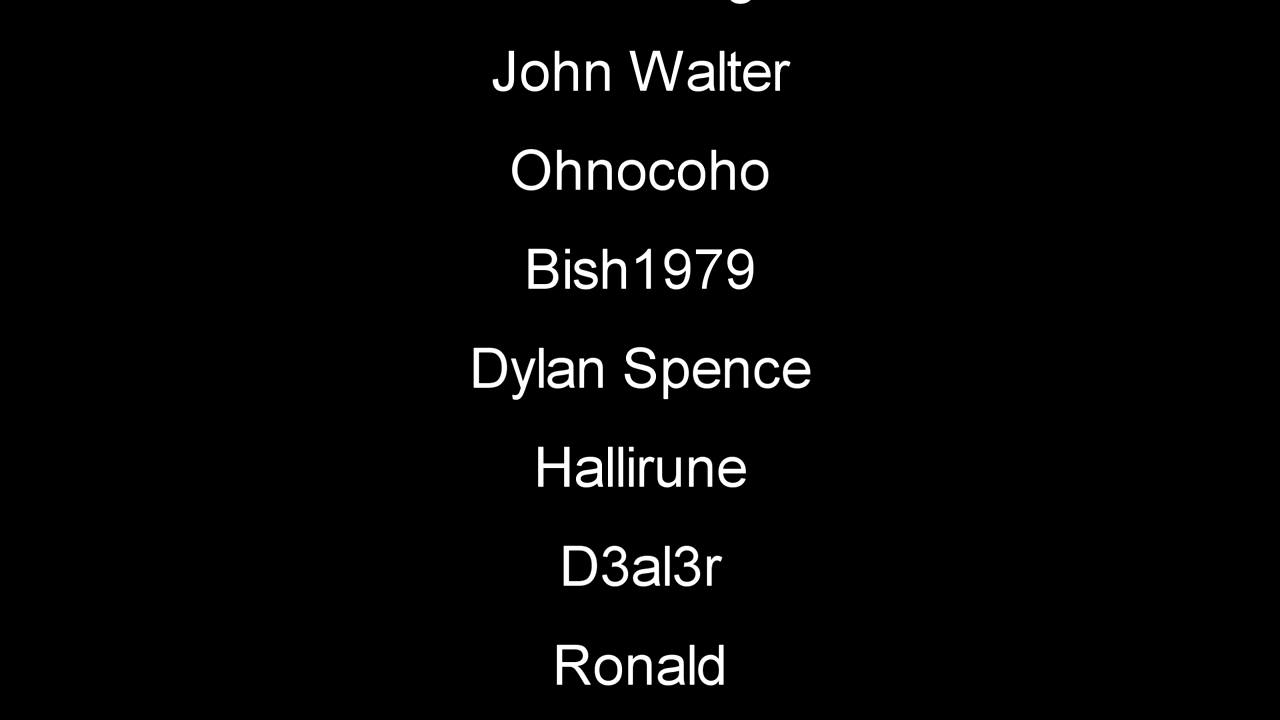 John Walter
Ohnocoho
Bish1979
Dylan Spence
Hallirune
D3al3r
Ronald